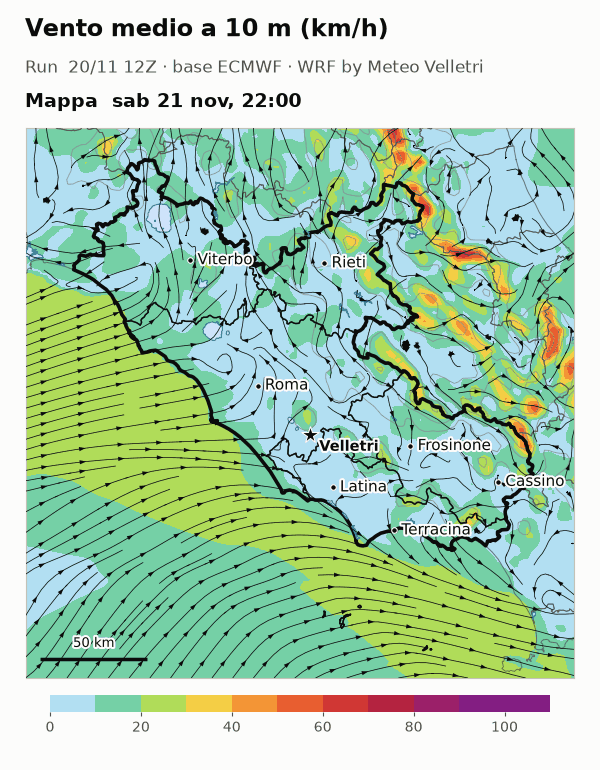 Vento medio a 10 m (km/h)
Run  20/11 12Z · base ECMWF · WRF by Meteo Velletri
Mappa  sab 21 nov, 22:00
Viterbo
Rieti
Roma
Velletri
Frosinone
Latina
Cassino
Terracina
50 km
0 20 40 60 80 100